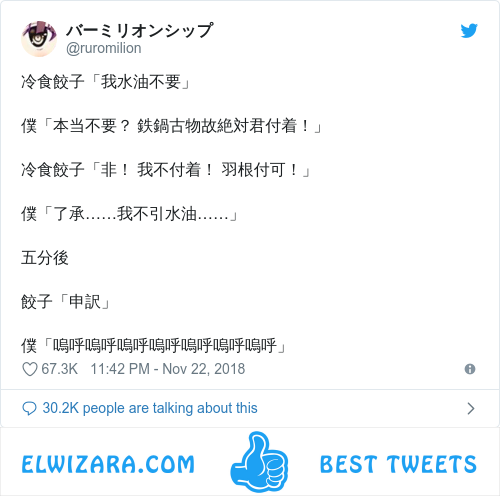 バーミリオンシップ
@ruromilion
冷食餃子「我水油不要」
僕「本当不要？ 鉄鍋古物故絶対君付着！」
冷食餃子「非！ 我不付着！ 羽根付可！」
僕「了承……我不引水油……」
五分後
餃子「申訳」
僕「嗚呼嗚呼嗚呼嗚呼嗚呼嗚呼嗚呼」
67.3K 11:42 PM - Nov 22, 2018
30.2K people are talking about this
ELWIZARA.COM BEST TWEETS